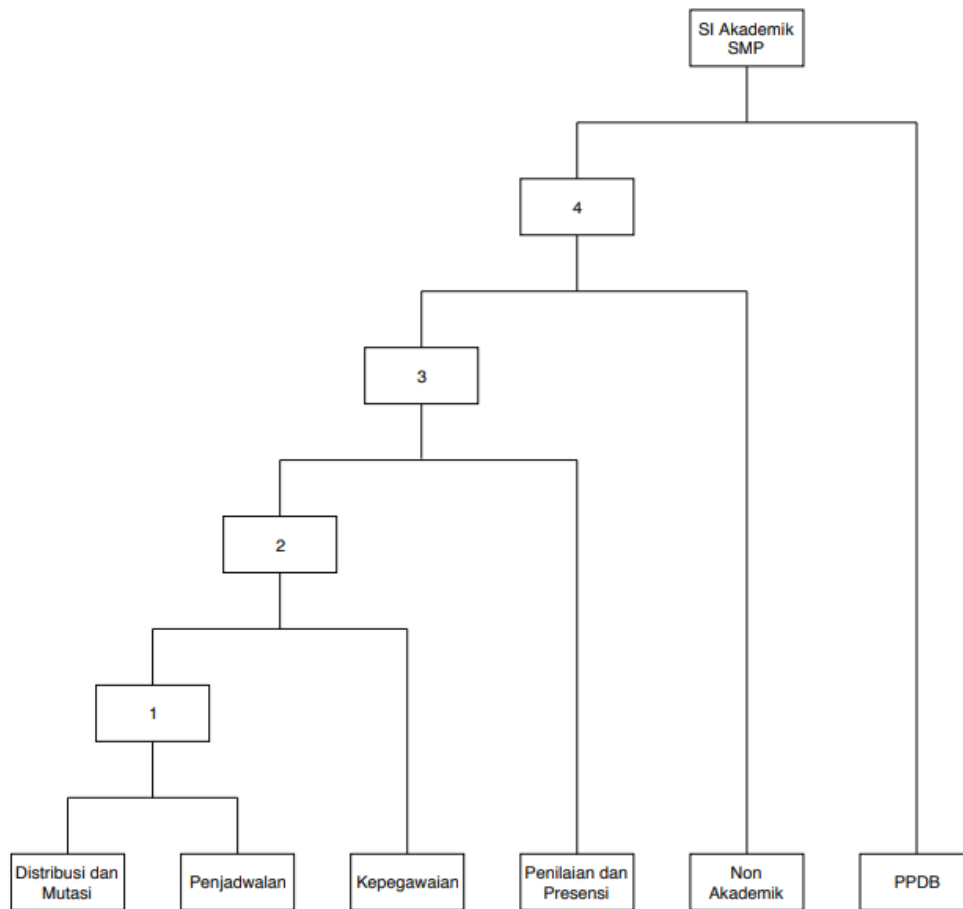 SI Akademik
SMP
4
3
2
1
Distribusi dan
Mutasi
Penjadwalan
Kepegawaian
Penilaian dan
Presensi
Non
Akademik
PPDB